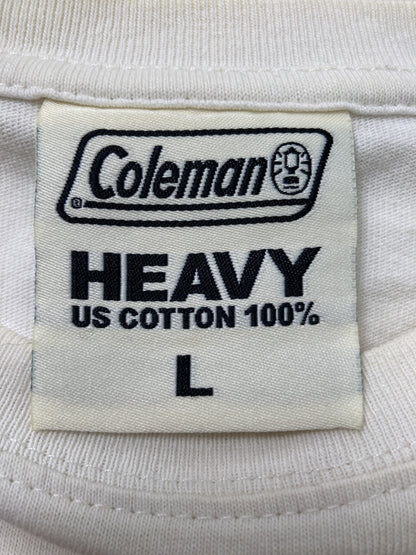 Coleman
®
HEAVY
US COTTON 100%
L